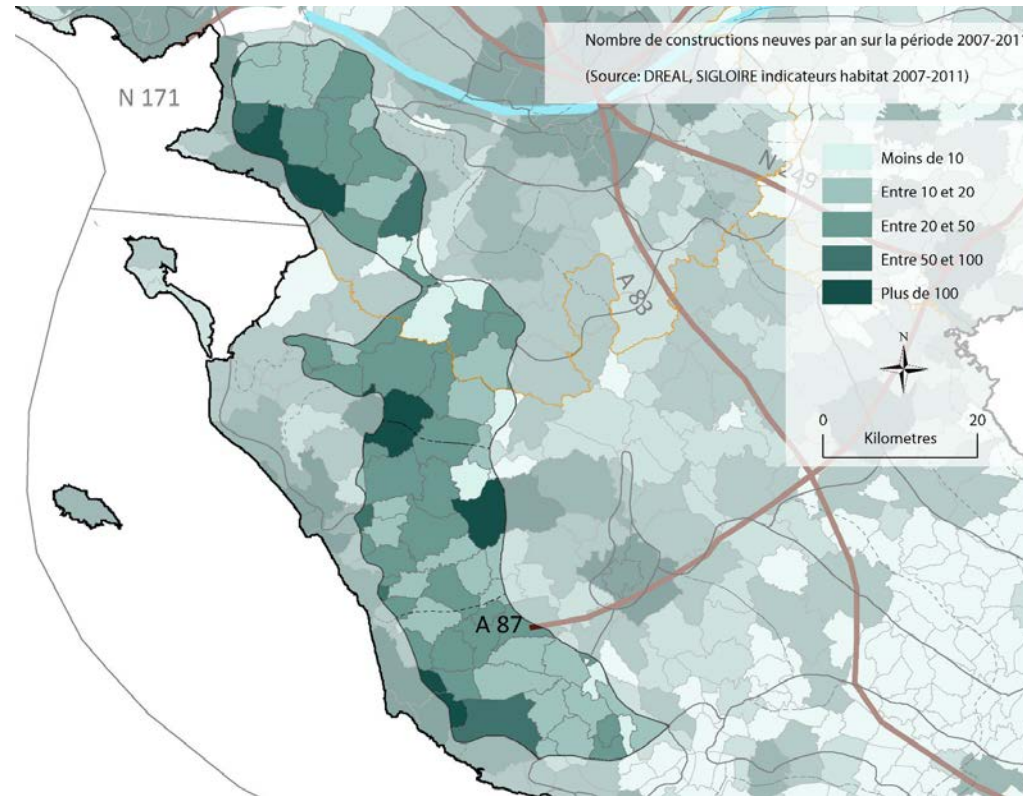 Nombre de constructions neuves par an sur la période 2007-201
(Source: DREAL, SIGLOIRE indicateurs habitat 2007-2011)
N 171
N 249
Moins de 10
Entre 10 et 20
Entre 20 et 50
Entre 50 et 100
Plus de 100
A 83
N
0 20
Kilometres
A 87